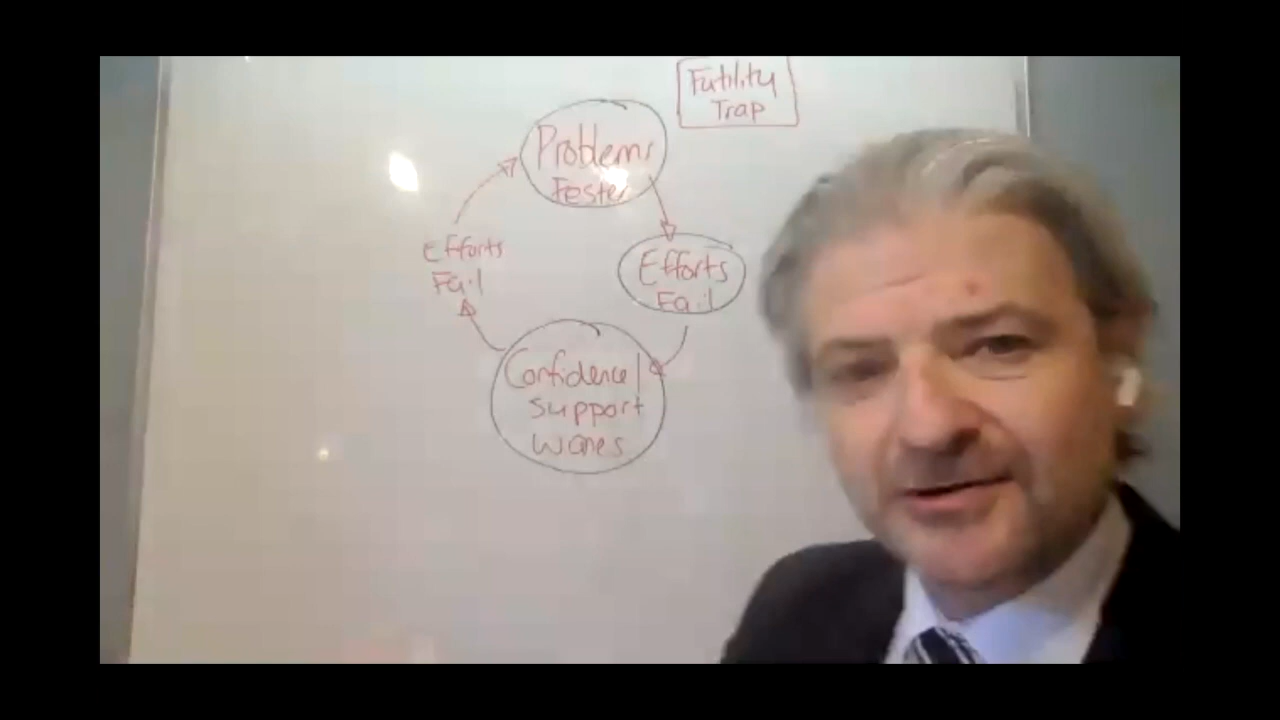 Futility
Trap
Problems
Fester
Efforts
Fail
Confidence/
support
wanes
Efforts
Fail